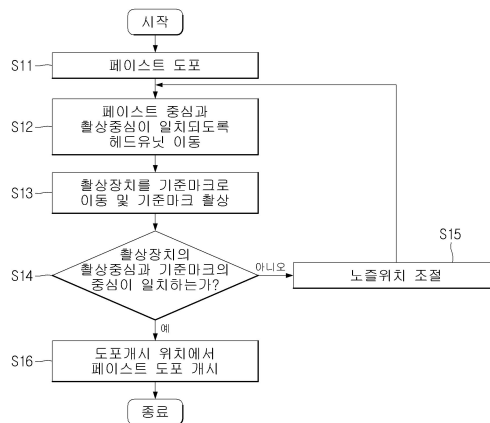 시작
S11
페이스트 도포
S12
페이스트 중심과
촬상중심이 일치되도록
헤드유닛 이동
S13
촬상장치를 기준마크로
이동 및 기준마크 촬상
S14
촬상장치의
촬상중심과 기준마크의
중심이 일치하는가?
아니오
S15
노즐위치 조절
예
S16
도포개시 위치에서
페이스트 도포 개시
종료